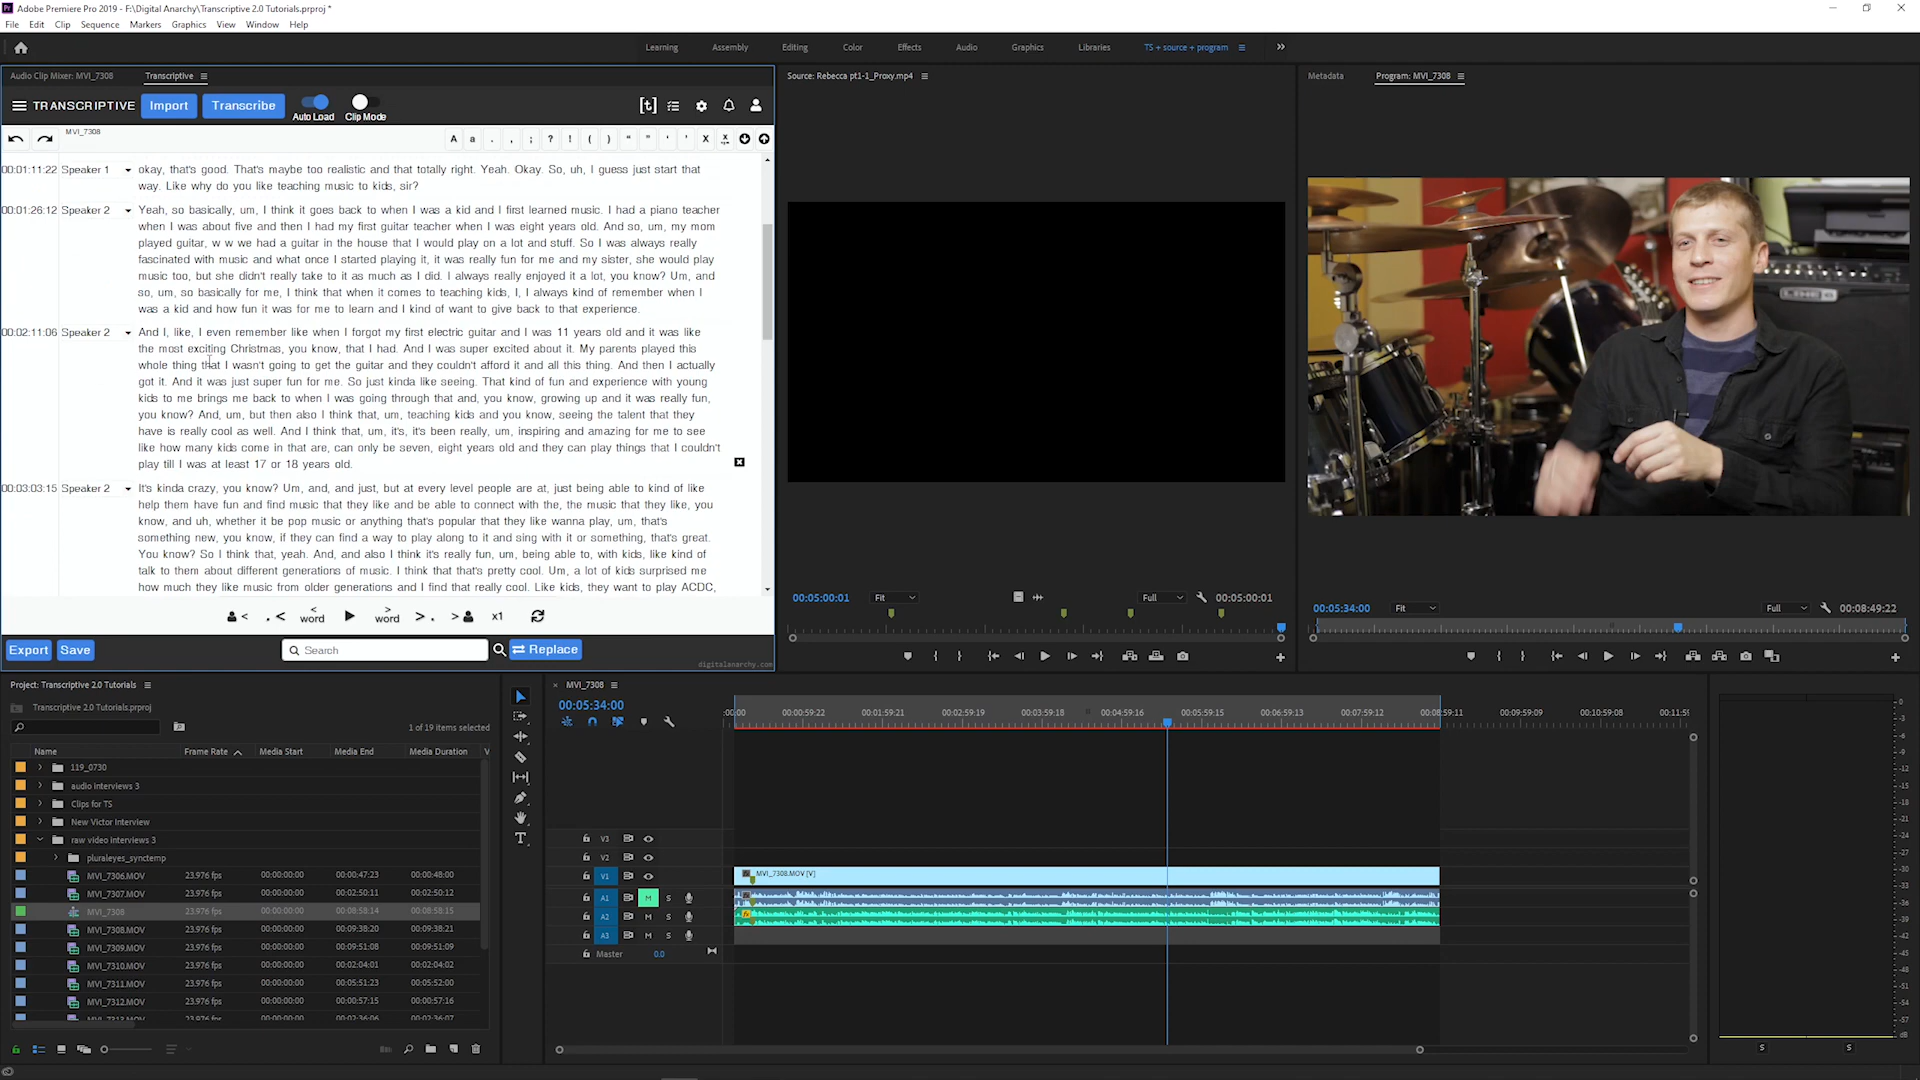 Adobe Premiere Pro 2019 - F:\Digital Anarchy\Transcriptive 2.0 Tutorials.prproj *
File Edit Clip Sequence Markers Graphics View Window Help
Learning Assembly Editing Color Effects Audio Graphics Libraries TS + source + program
Audio Clip Mixer: MVI_7308 Transcriptive
TRANSCRIPTIVE Import Transcribe Auto Load Clip Mode
MVI_7308
A a . , ; ? ! ( ) " " ' ' X
00:01:11:22 Speaker 1 okay, that's good. That's maybe too realistic and that totally right. Yeah. Okay. So, uh, I guess just start that
way. Like why do you like teaching music to kids, sir?
00:01:26:12 Speaker 2 Yeah, so basically, um, I think it goes back to when I was a kid and I first learned music. I had a piano teacher
when I was about five and then I had my first guitar teacher when I was eight years old. And so, um, my mom
played guitar, w w we had a guitar in the house that I would play on a lot and stuff. So I was always really
fascinated with music and what once I started playing it, it was really fun for me and my sister, she would play
music too, but she didn't really take to it as much as I did. I always really enjoyed it a lot, you know? Um, and
so, um, so basically for me, I think that when it comes to teaching kids, I, I always kind of remember when I
was a kid and how fun it was for me to learn and I kind of want to give back to that experience.
00:02:11:06 Speaker 2 And I, like, I even remember like when I forgot my first electric guitar and I was 11 years old and it was like
the most exciting Christmas, you know, that I had. And I was super excited about it. My parents played this
whole thing that I wasn't going to get the guitar and they couldn't afford it and all this thing. And then I actually
got it. And it was just super fun for me. So just kinda like seeing. That kind of fun and experience with young
kids to me brings me back to when I was going through that and, you know, growing up and it was really fun,
you know? And, um, but then also I think that, um, teaching kids and you know, seeing the talent that they
have is really cool as well. And I think that, um, it's, it's been really, um, inspiring and amazing for me to see
like how many kids come in that are, can only be seven, eight years old and they can play things that I couldn't
play till I was at least 17 or 18 years old.
00:03:03:15 Speaker 2 It's kinda crazy, you know? Um, and, and just, but at every level people are at, just being able to kind of like
help them have fun and find music that they like and be able to connect with the, the music that they like, you
know, and uh, whether it be pop music or anything that's popular that they like wanna play, um, that's
something new, you know, if they can find a way to play along to it and sing with it or something, that's great.
You know? So I think that, yeah. And, and also I think it's really fun, um, being able to, with kids, like kind of
talk to them about different generations of music. I think that that's pretty cool. Um, a lot of kids surprised me
how much they like music from older generations and I find that really cool. Like kids, they want to play ACDC,
< . < < word > word > . > x1
Export Save Search Replace
digitalanarchy.com
Source: Rebecca pt1-1_Proxy.mp4
00:05:00:01 Fit Full 00:05:00:01
Metadata Program: MVI_7308
LINE 6
00:05:34:00 Fit Full 00:08:49:22
Project: Transcriptive 2.0 Tutorials
Transcriptive 2.0 Tutorials.prproj
1 of 19 items selected
Name Frame Rate Media Start Media End Media Duration V
119_0730
audio interviews 3
Clips for TS
New Victor Interview
raw video interviews 3
pluraleyes_synctemp
MVI_7306.MOV 23.976 fps 00:00:00:00 00:00:47:23 00:00:48:00
MVI_7307.MOV 23.976 fps 00:00:00:00 00:02:50:11 00:02:50:12
MVI_7308 23.976 fps 00:00:00:00 00:08:58:14 00:08:58:15
MVI_7308.MOV 23.976 fps 00:00:00:00 00:09:38:20 00:09:38:21
MVI_7309.MOV 23.976 fps 00:00:00:00 00:09:51:08 00:09:51:09
MVI_7310.MOV 23.976 fps 00:00:00:00 00:02:04:01 00:02:04:02
MVI_7311.MOV 23.976 fps 00:00:00:00 00:05:51:23 00:05:52:00
MVI_7312.MOV 23.976 fps 00:00:00:00 00:00:57:15 00:00:57:16
MVI_7313.MOV 23.976 fps 00:00:00:00 00:02:36:06 00:02:36:07
MVI_7308
00:05:34:00
:00:00 00:00:59:22 00:01:59:21 00:02:59:19 00:03:59:18 00:04:59:16 00:05:59:15 00:06:59:13 00:07:59:12 00:08:59:11 00:09:59:09 00:10:59:08 00:11:59
V3
V2
V1 MVI_7308.MOV [V]
A1 M S
A2 M S
A3 M S
Master 0.0
0
-3
-6
-9
-12
-15
-18
-21
-24
-27
-30
-33
-36
-39
-42
-45
-48
-51
-54
dB
S S